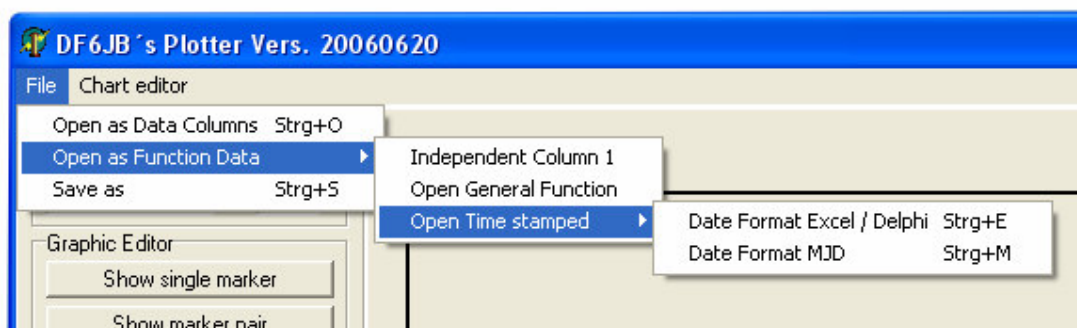 DF6JB´s Plotter Vers. 20060620
File Chart editor
Open as Data Columns Strg+O
Open as Function Data
Save as Strg+S
Independent Column 1
Open General Function
Open Time stamped
Date Format Excel / Delphi Strg+E
Date Format MJD Strg+M
Graphic Editor
Show single marker
Show marker pair